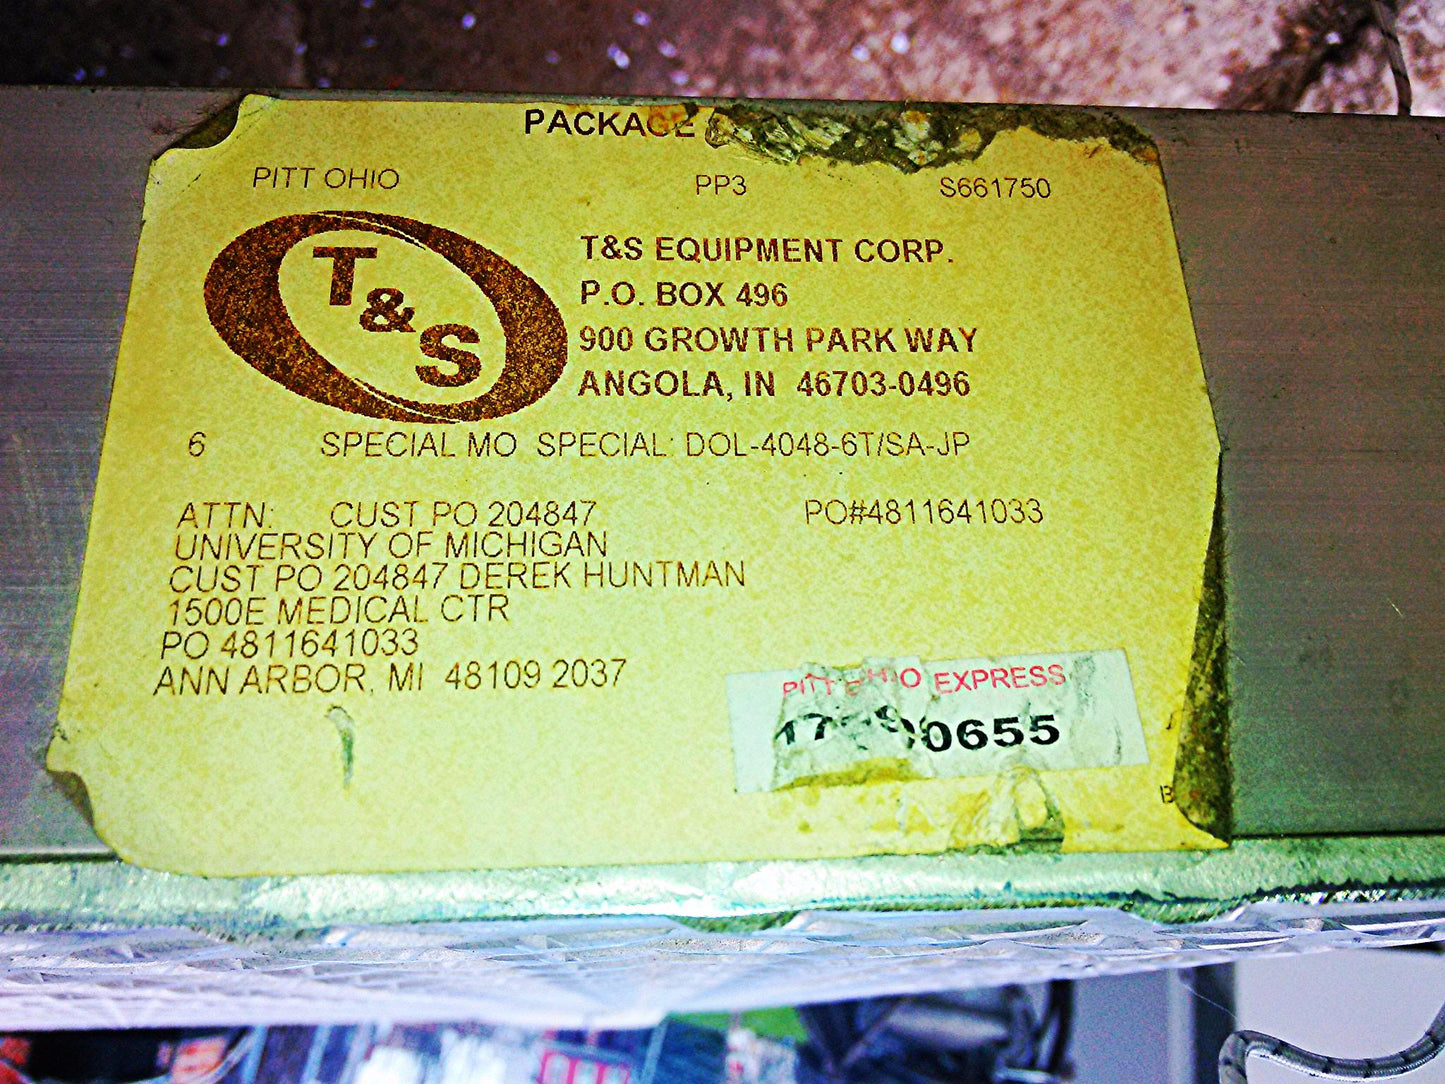 PACKAGE
PITT OHIO PP3 S661750
T&S
T&S EQUIPMENT CORP.
P.O. BOX 496
900 GROWTH PARK WAY
ANGOLA, IN 46703-0496
6 SPECIAL MO SPECIAL: DOL-4048-6T/SA-JP
ATTN: CUST PO 204847 PO#4811641033
UNIVERSITY OF MICHIGAN
CUST PO 204847 DEREK HUNTMAN
1500E MEDICAL CTR
PO 4811641033
ANN ARBOR, MI 48109 2037
PITT OHIO EXPRESS